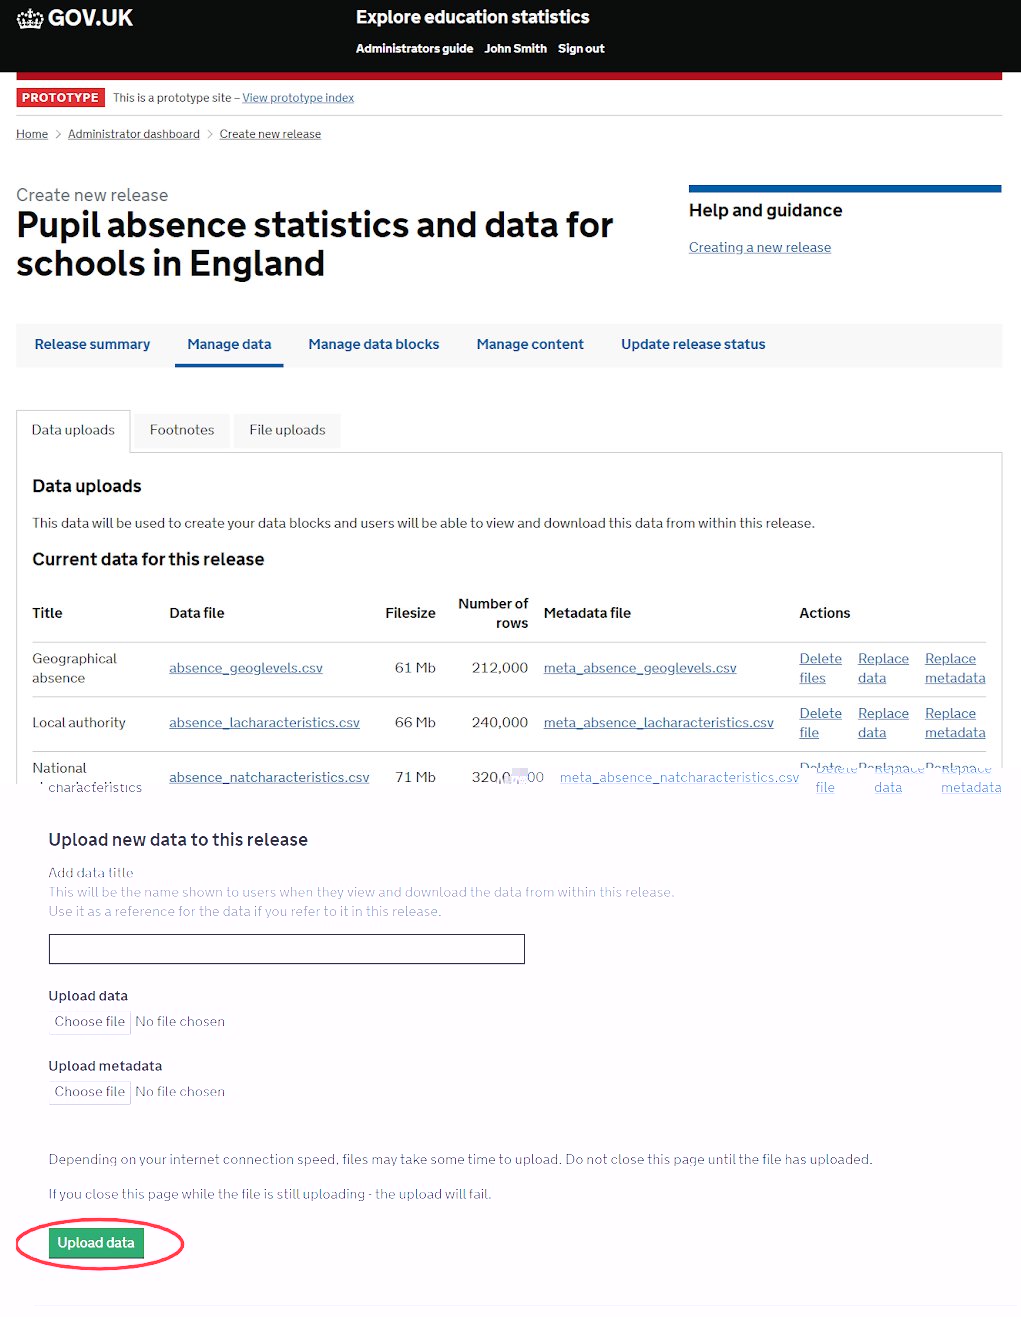 GOV.UK
Explore education statistics
Administrators guide John Smith Sign out
PROTOTYPE This is a prototype site – View prototype index
Home > Administrator dashboard > Create new release
Create new release
Pupil absence statistics and data for
schools in England
Help and guidance
Creating a new release
Release summary Manage data Manage data blocks Manage content Update release status
Data uploads Footnotes File uploads
Data uploads
This data will be used to create your data blocks and users will be able to view and download this data from within this release.
Current data for this release
Title Data file Filesize Number of rows Metadata file Actions
Geographical absence absence_geoglevels.csv 61 Mb 212,000 meta_absence_geoglevels.csv Delete files Replace data Replace metadata
Local authority absence_lacharacteristics.csv 66 Mb 240,000 meta_absence_lacharacteristics.csv Delete file Replace data Replace metadata
National characteristics absence_natcharacteristics.csv 71 Mb meta_absence_natcharacteristics.csv Delete file Replace data Replace metadata
Upload new data to this release
Add data title
This will be the name shown to users when they view and download the data from within this release.
Use it as a reference for the data if you refer to it in this release.
Upload data
Choose file No file chosen
Upload metadata
Choose file No file chosen
Depending on your internet connection speed, files may take some time to upload. Do not close this page until the file has uploaded.
If you close this page while the file is still uploading - the upload will fail.
Upload data